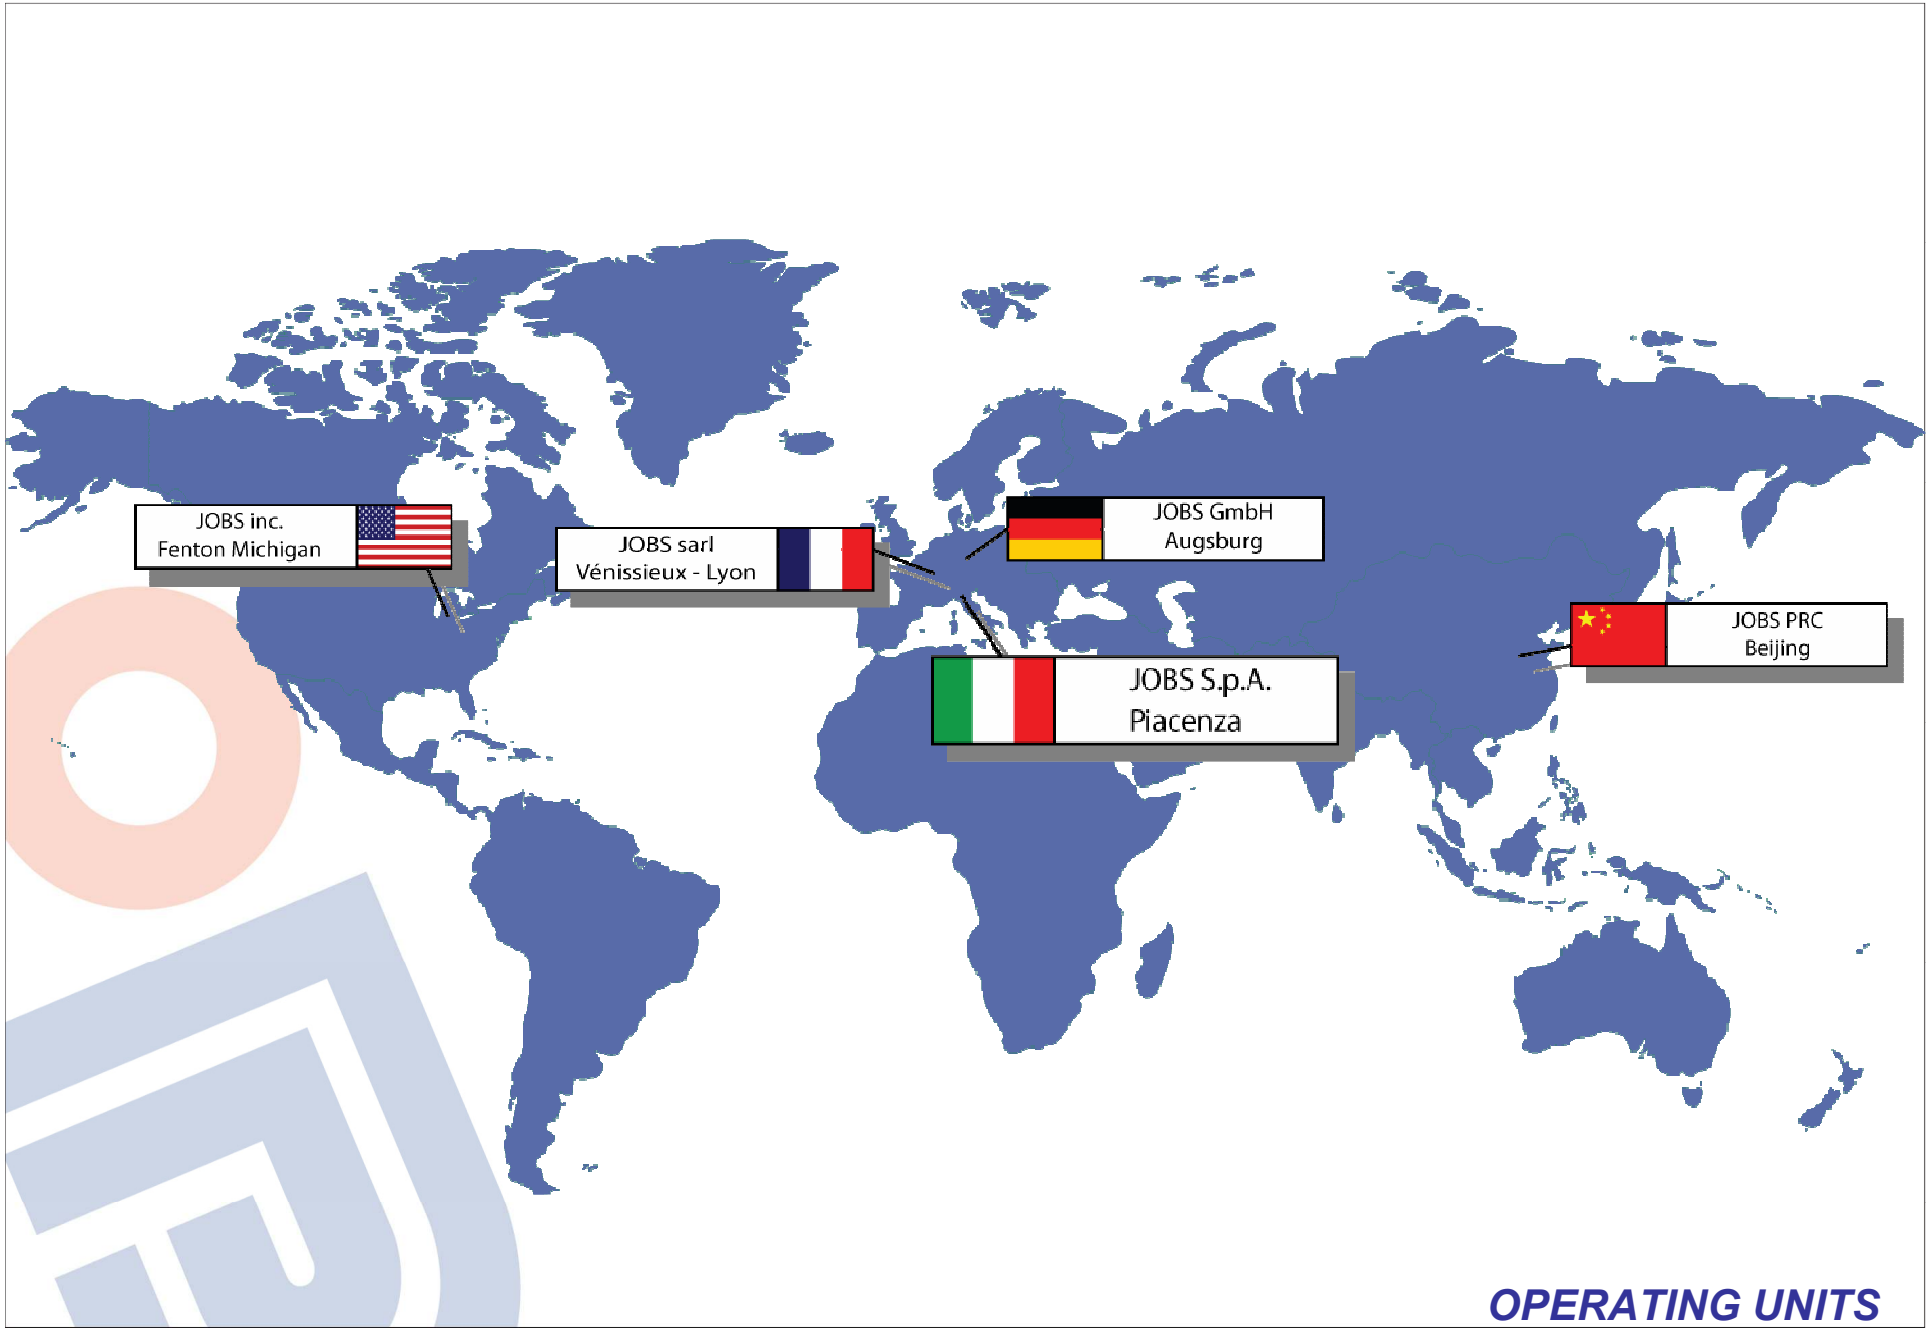 JOBS inc.
Fenton Michigan
JOBS sarl
Vénissieux - Lyon
JOBS GmbH
Augsburg
JOBS PRC
Beijing
JOBS S.p.A.
Piacenza
OPERATING UNITS